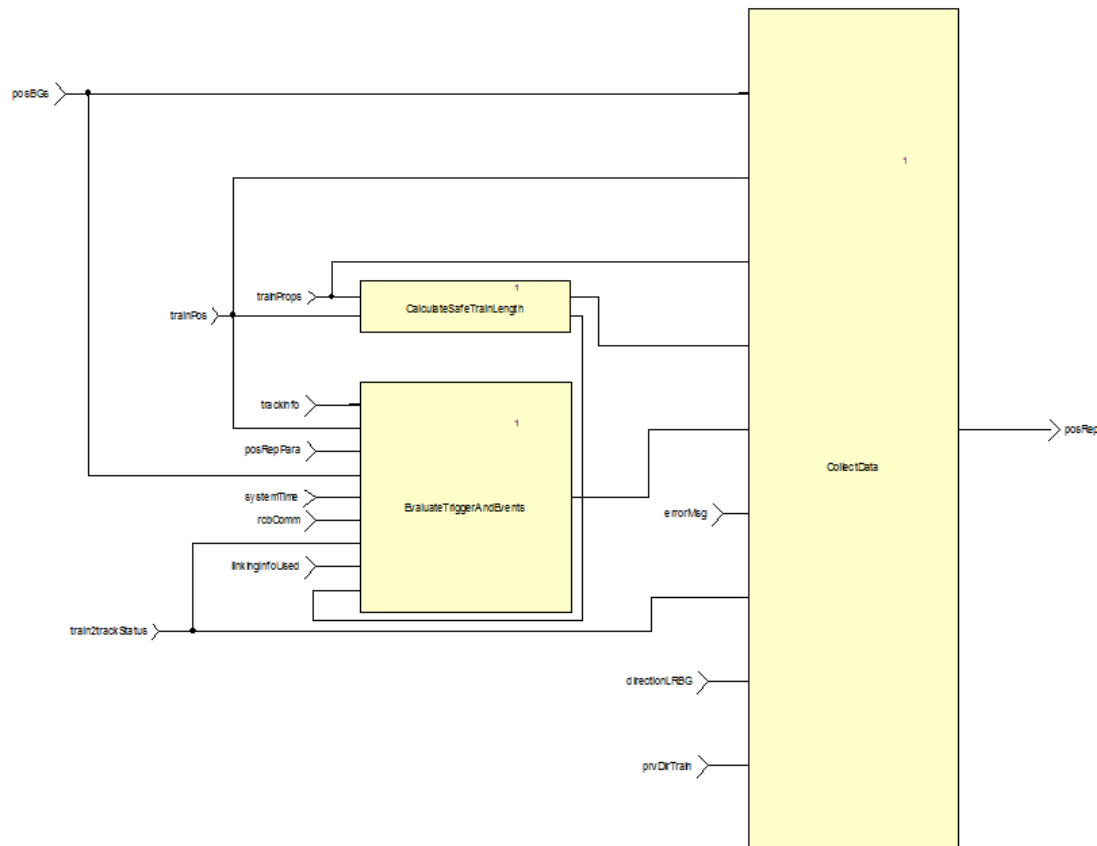 posBGs
1
trainProps
1
CalculateSafeTrainLength
trainPos
trackInfo
1
posRepPara
posRep
CollectData
systemTime
EvaluateTriggerAndEvents
errorMsg
rcbComm
linkingInfoUsed
train2trackStatus
directionLRBG
prvDirTrain